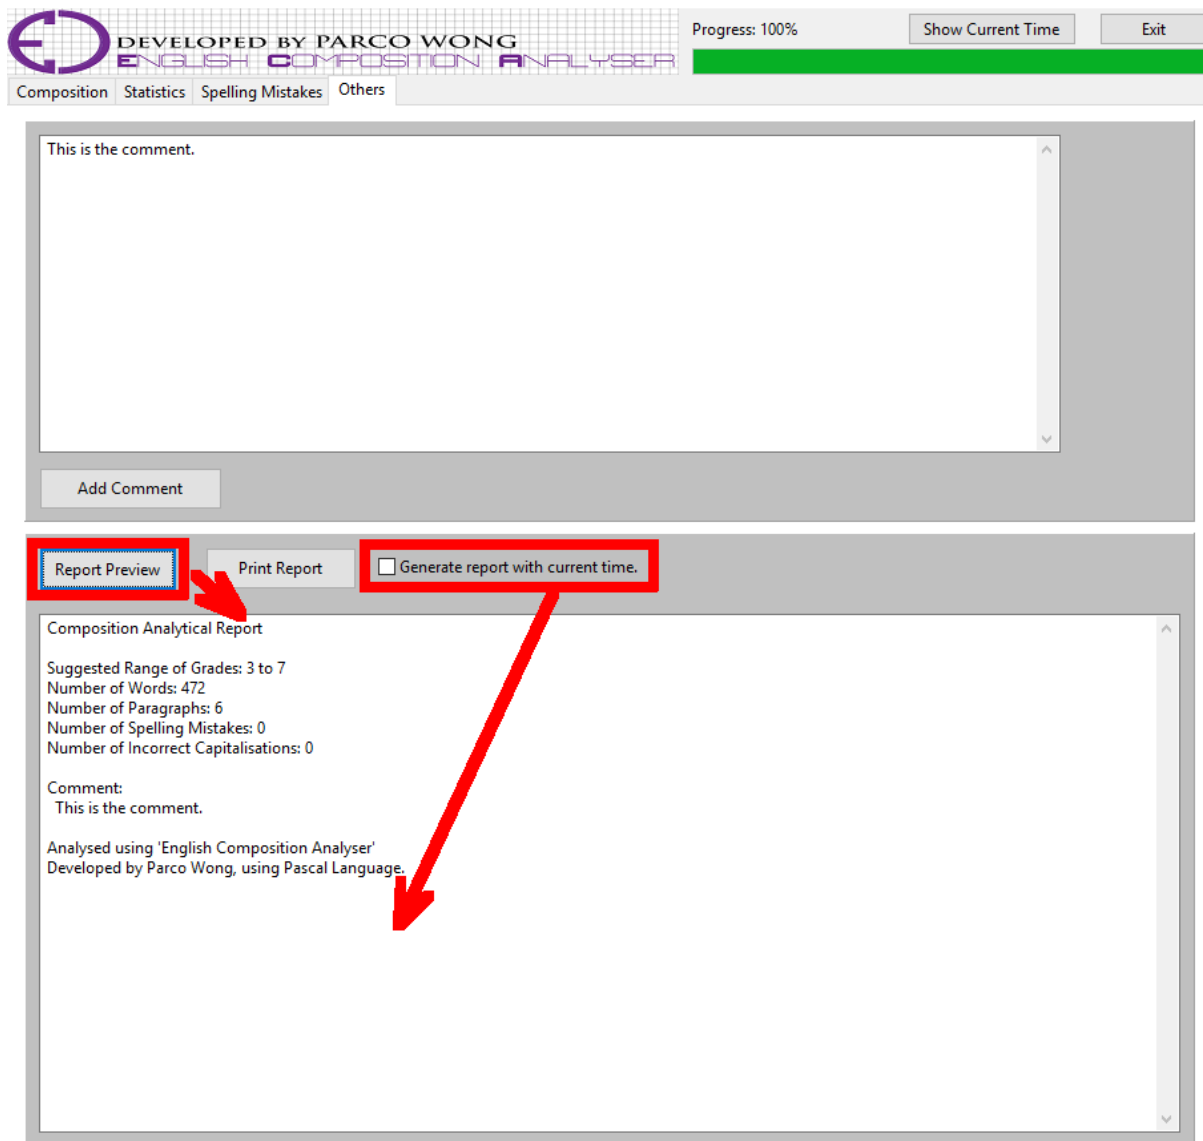 DEVELOPED BY PARCO WONG
ENGLISH COMPOSITION ANALYSER
Progress: 100%
Show Current Time
Exit
Composition
Statistics
Spelling Mistakes
Others
This is the comment.
Add Comment
Report Preview
Print Report
Generate report with current time.
Composition Analytical Report
Suggested Range of Grades: 3 to 7
Number of Words: 472
Number of Paragraphs: 6
Number of Spelling Mistakes: 0
Number of Incorrect Capitalisations: 0
Comment:
This is the comment.
Analysed using 'English Composition Analyser'
Developed by Parco Wong, using Pascal Language.